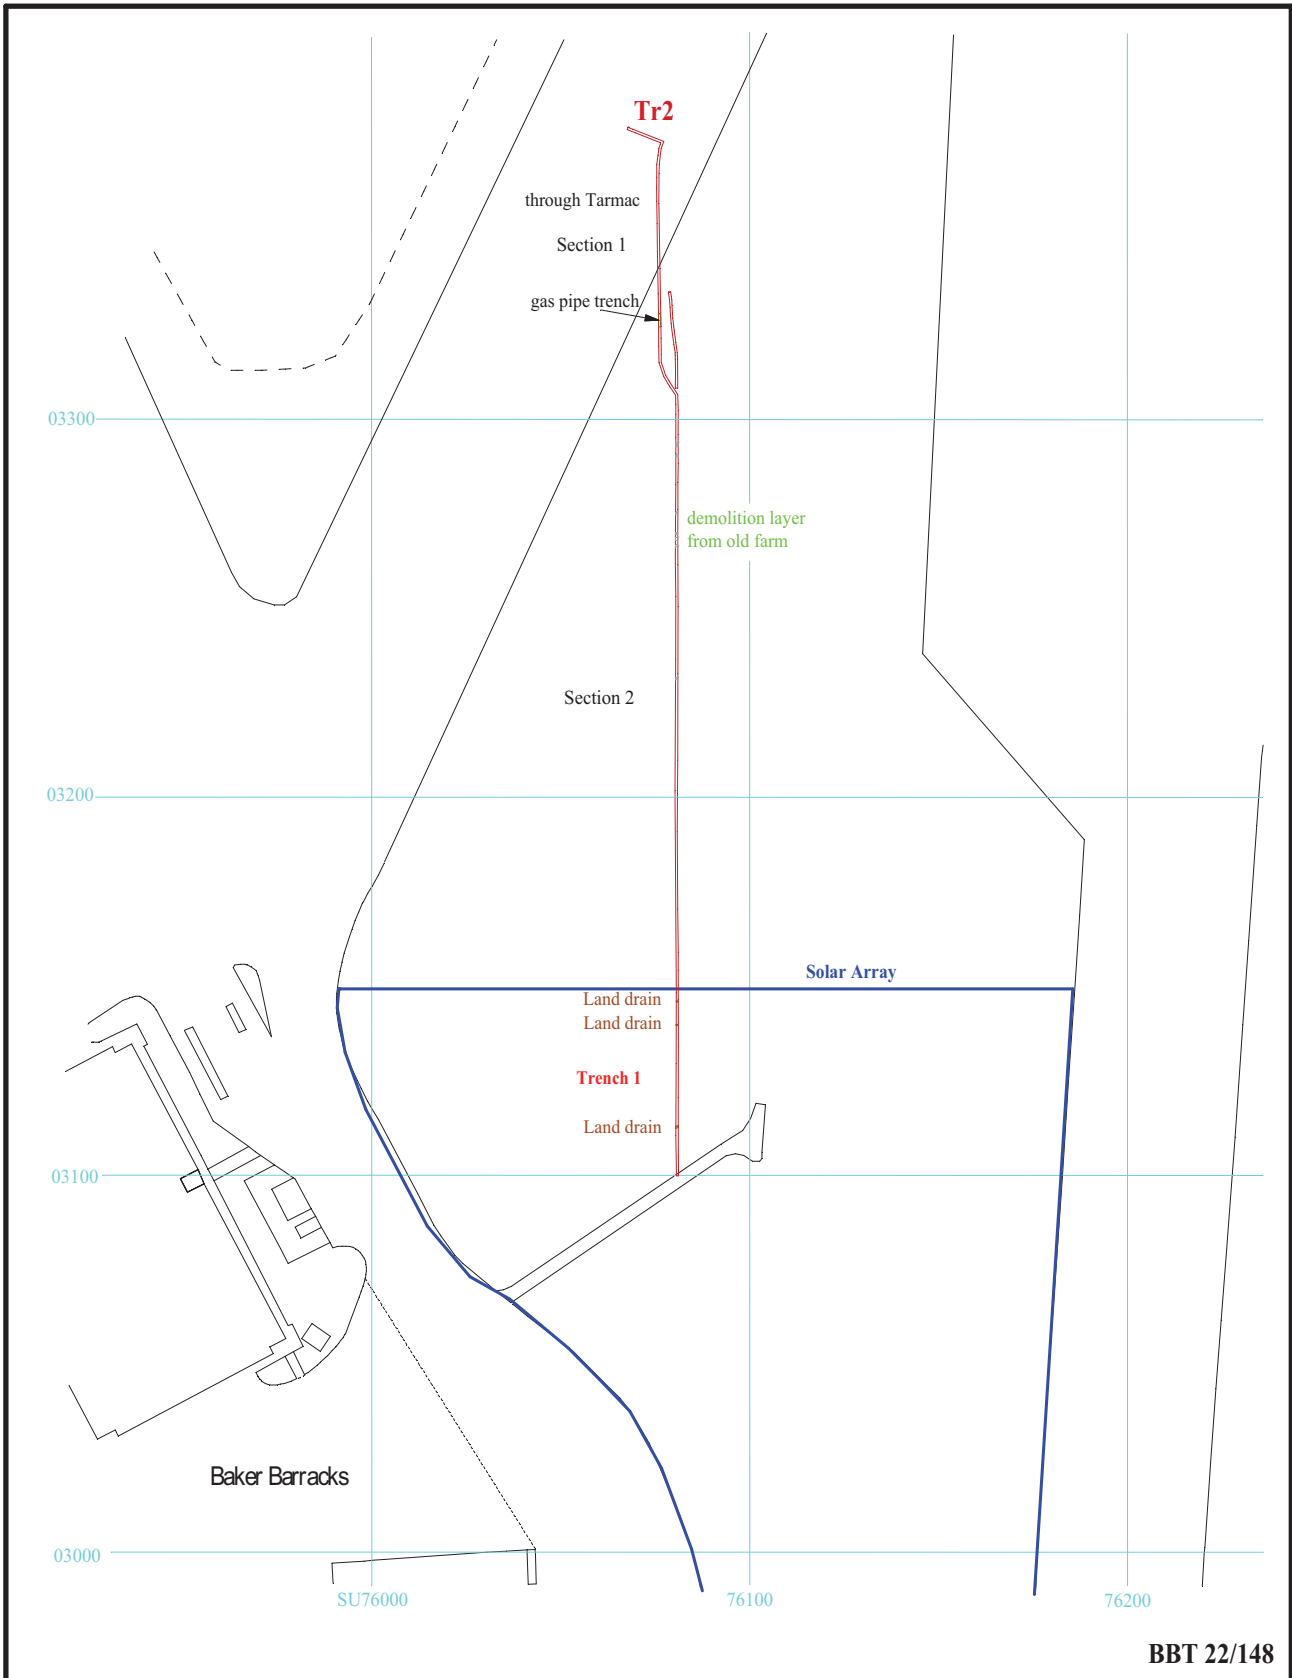 Tr2
through Tarmac
Section 1
gas pipe trench
03300
demolition layer
from old farm
Section 2
03200
Solar Array
Land drain
Land drain
Trench 1
Land drain
03100
Baker Barracks
03000
SU76000
76100
76200
BBT 22/148